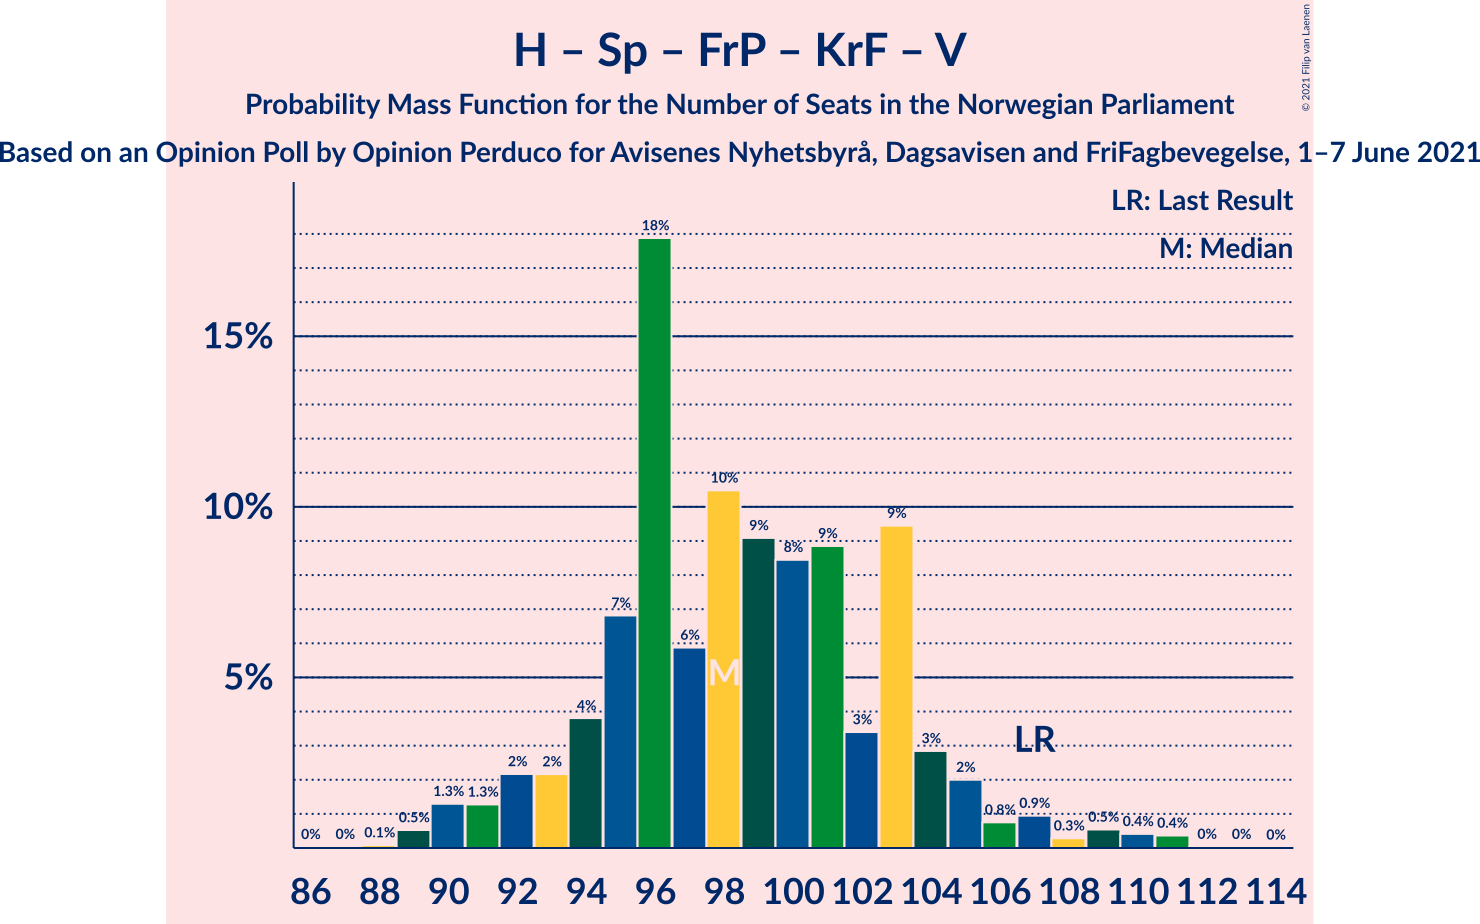 H – Sp – FrP – KrF – V
Probability Mass Function for the Number of Seats in the Norwegian Parliament
Based on an Opinion Poll by Opinion Perduco for Avisenes Nyhetsbyrå, Dagsavisen and FriFagbevegelse, 1–7 June 2021
© 2021 Filip van Laenen
LR: Last Result
M: Median
15%
10%
5%
0% 0% 0.1% 0.5% 1.3% 1.3% 2% 2% 4% 7% 18% 6% 10% 9% 8% 9% 3% 9% 3% 2% 0.8% 0.9% 0.3% 0.5% 0.4% 0.4% 0% 0% 0%
M
LR
86 88 90 92 94 96 98 100 102 104 106 108 110 112 114